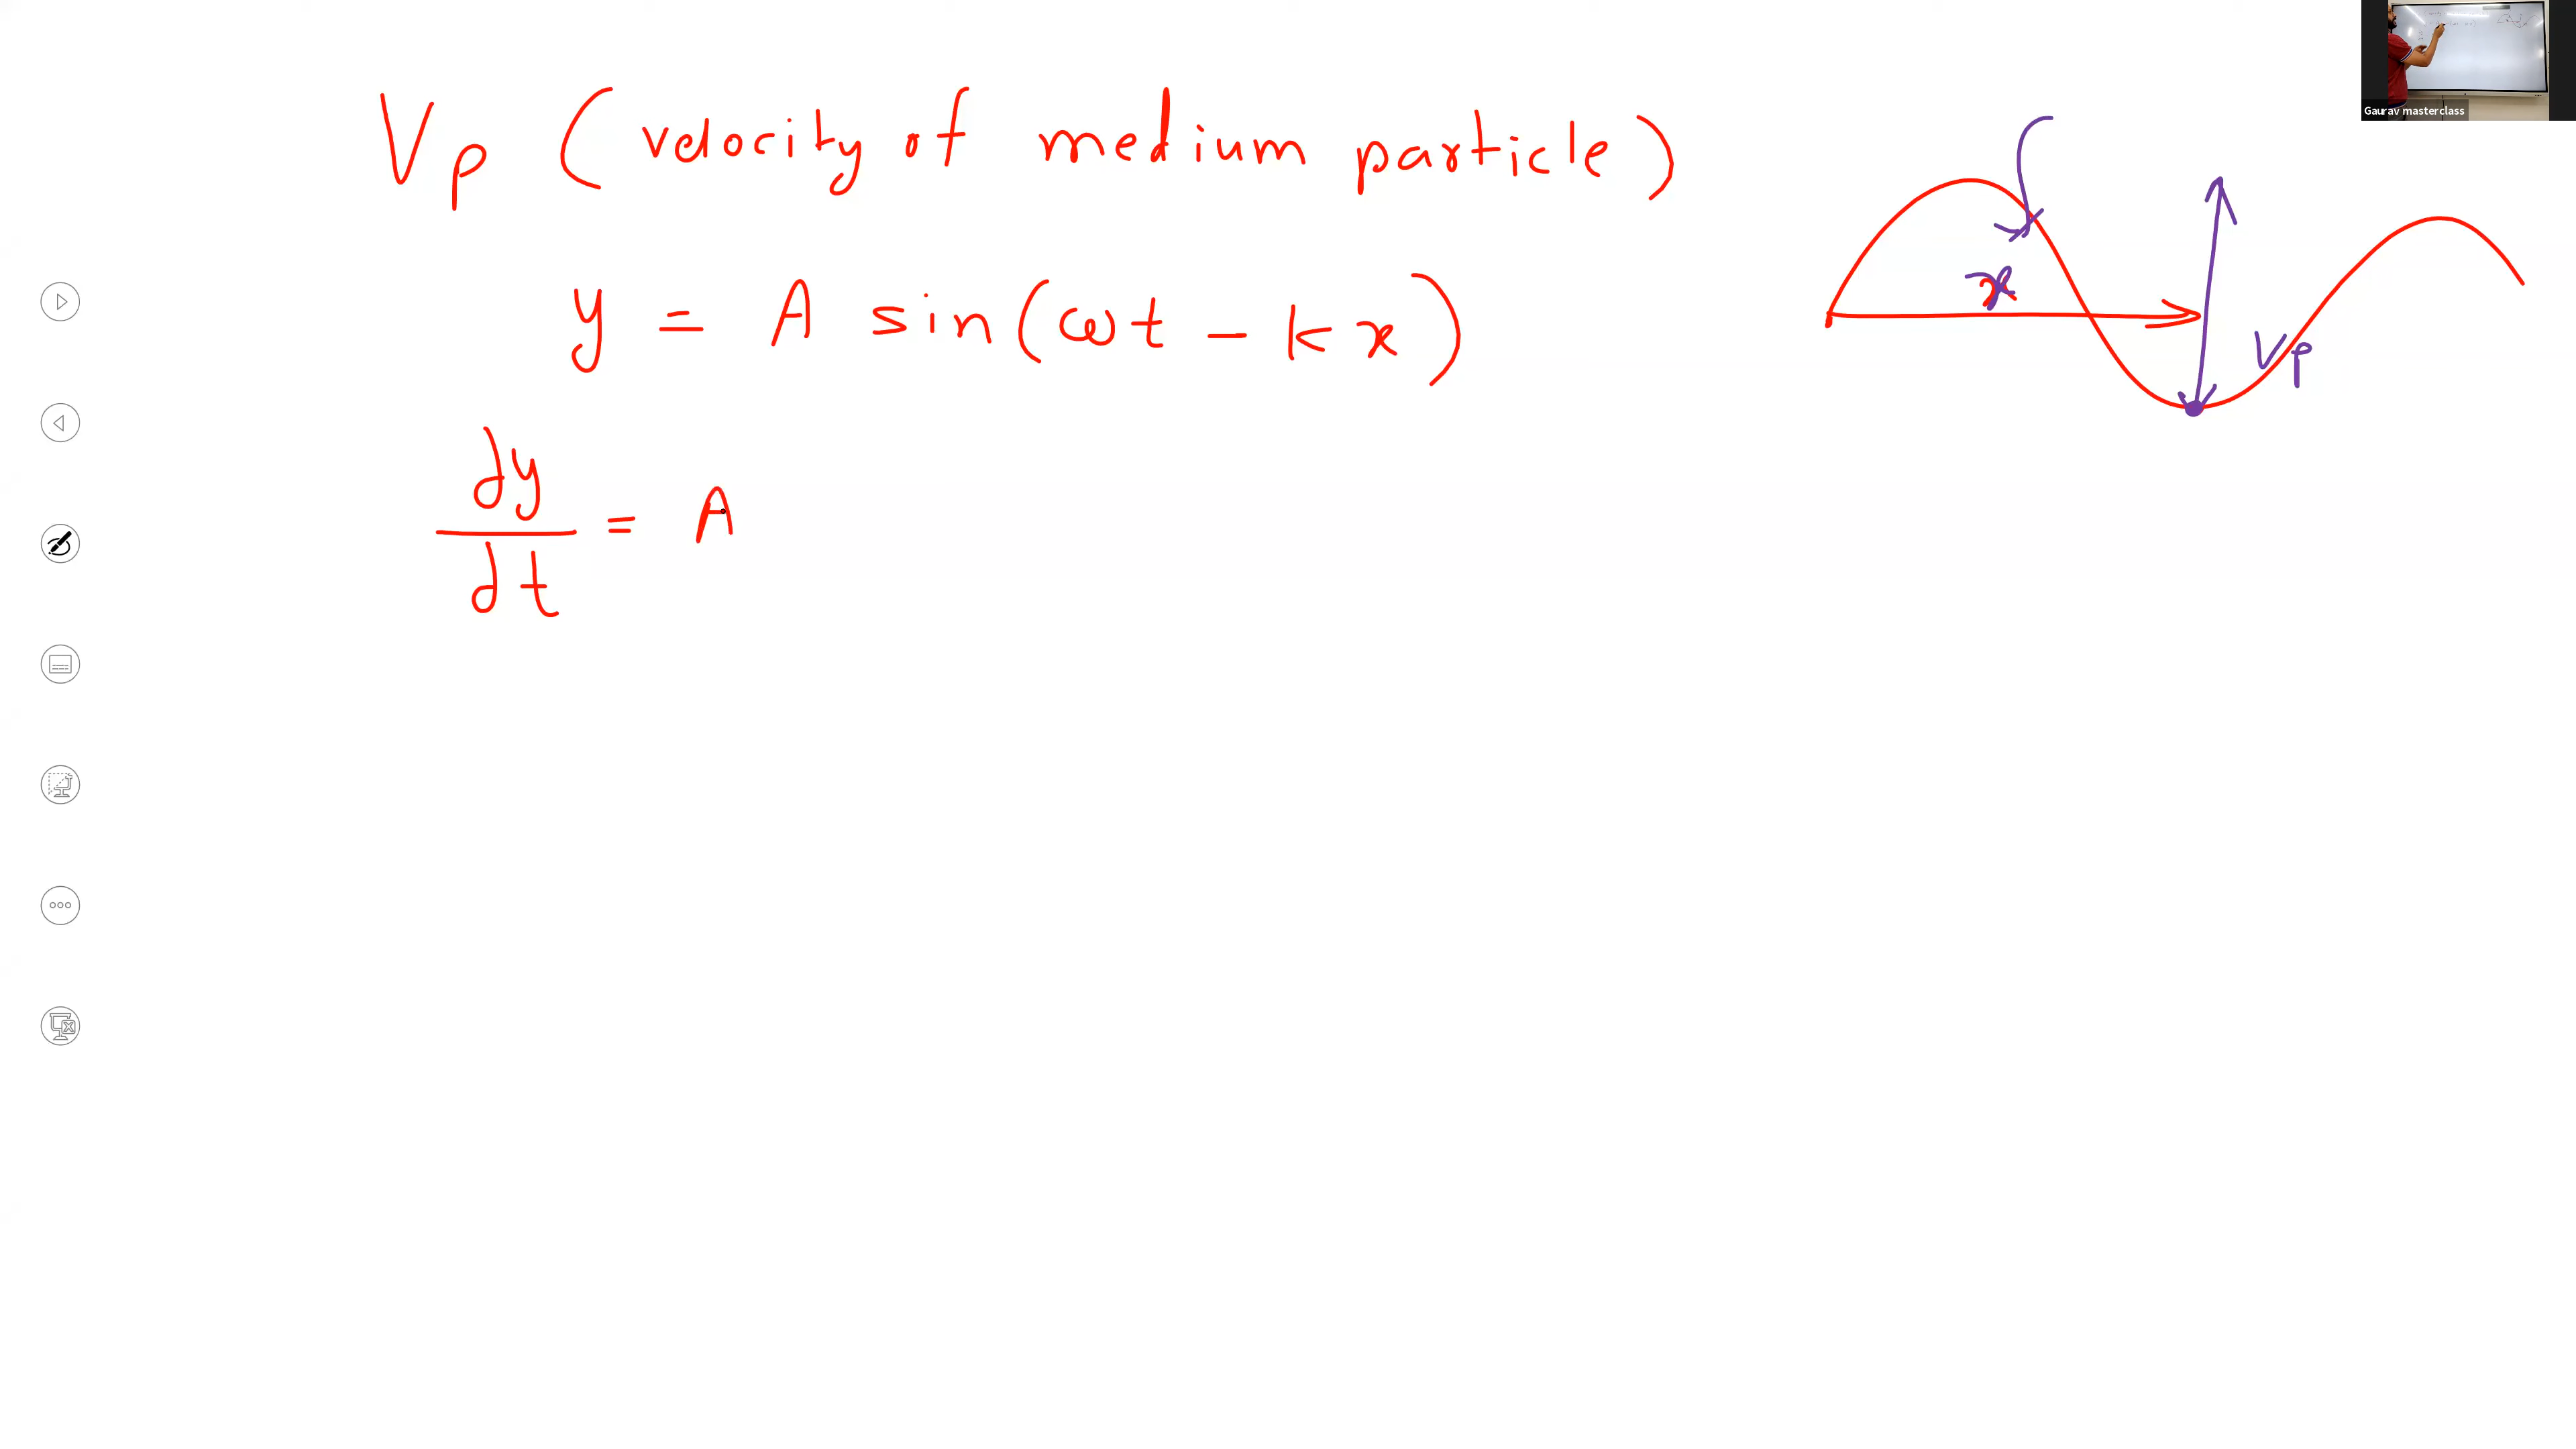 Vp (velocity of medium particle)
y = A sin(ωt - kx)
dy/dt = A
x
Vp
Gaurav masterclass